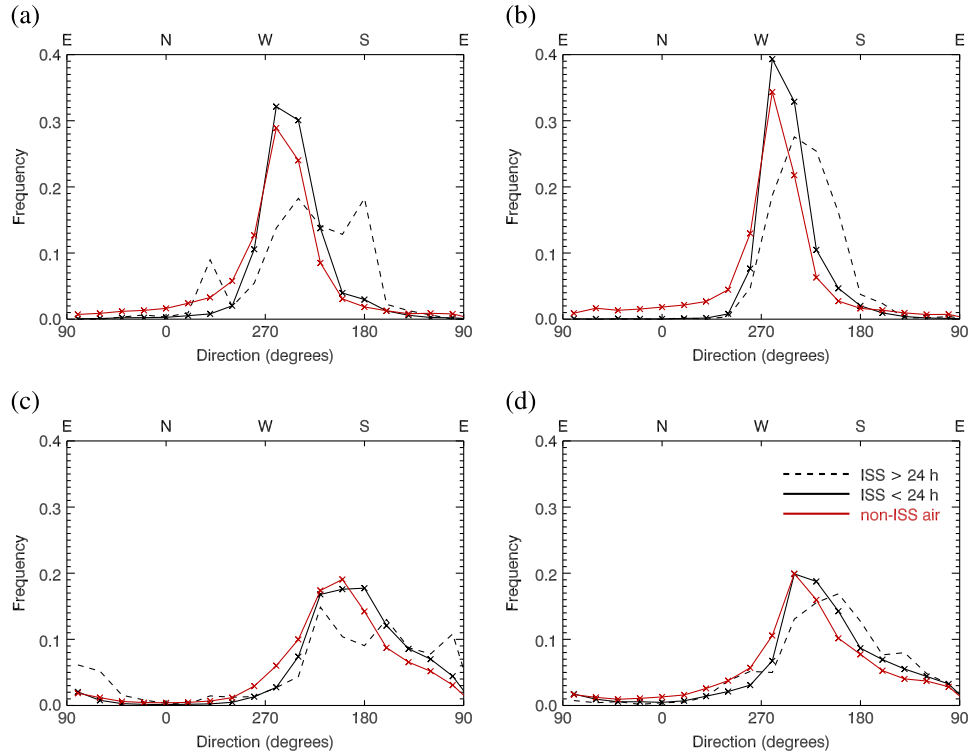 (a)
E N W S E
0.4
0.3
0.2
0.1
0.0
Frequency
90 0 270 180 90
Direction (degrees)
(b)
E N W S E
0.4
0.3
0.2
0.1
0.0
Frequency
90 0 270 180 90
Direction (degrees)
(c)
E N W S E
0.4
0.3
0.2
0.1
0.0
Frequency
90 0 270 180 90
Direction (degrees)
(d)
E N W S E
0.4
0.3
0.2
0.1
0.0
Frequency
ISS > 24 h
ISS < 24 h
non-ISS air
90 0 270 180 90
Direction (degrees)